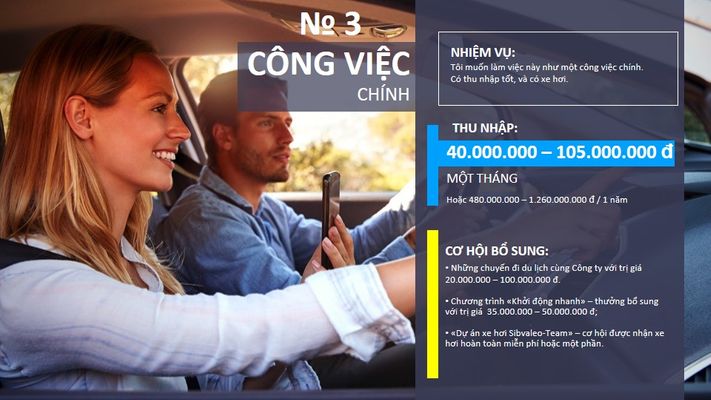 № 3
CÔNG VIỆC
CHÍNH
NHIỆM VỤ:
Tôi muốn làm việc này như một công việc chính.
Có thu nhập tốt, và có xe hơi.
THU NHẬP:
40.000.000 – 105.000.000 đ
MỘT THÁNG
Hoặc 480.000.000 – 1.260.000.000 đ / 1 năm
CƠ HỘI BỔ SUNG:
• Những chuyến đi du lịch cùng Công ty với trị giá
20.000.000 – 100.000.000 đ.
• Chương trình «Khởi động nhanh» – thưởng bổ sung
với trị giá 35.000.000 – 50.000.000 đ;
• «Dự án xe hơi Sibvaleo-Team» – cơ hội được nhận xe
hơi hoàn toàn miễn phí hoặc một phần.